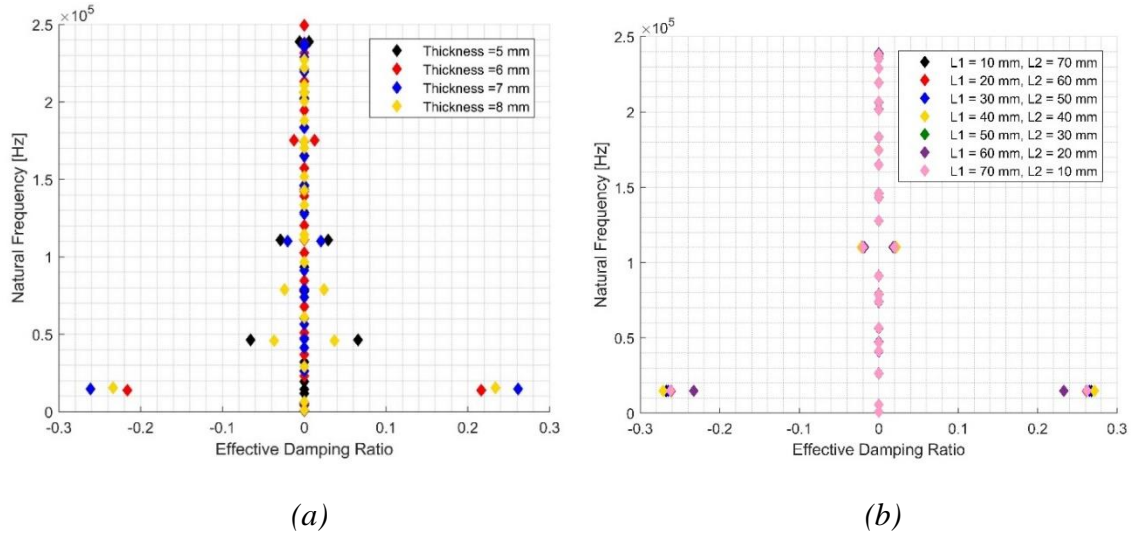 ×10⁵
2.5
2
1.5
1
0.5
0
Natural Frequency [Hz]
Thickness =5 mm
Thickness =6 mm
Thickness =7 mm
Thickness =8 mm
-0.3 -0.2 -0.1 0 0.1 0.2 0.3
Effective Damping Ratio
(a)
×10⁵
2.5
2
1.5
1
0.5
0
Natural Frequency [Hz]
L1 = 10 mm, L2 = 70 mm
L1 = 20 mm, L2 = 60 mm
L1 = 30 mm, L2 = 50 mm
L1 = 40 mm, L2 = 40 mm
L1 = 50 mm, L2 = 30 mm
L1 = 60 mm, L2 = 20 mm
L1 = 70 mm, L2 = 10 mm
-0.3 -0.2 -0.1 0 0.1 0.2 0.3
Effective Damping Ratio
(b)